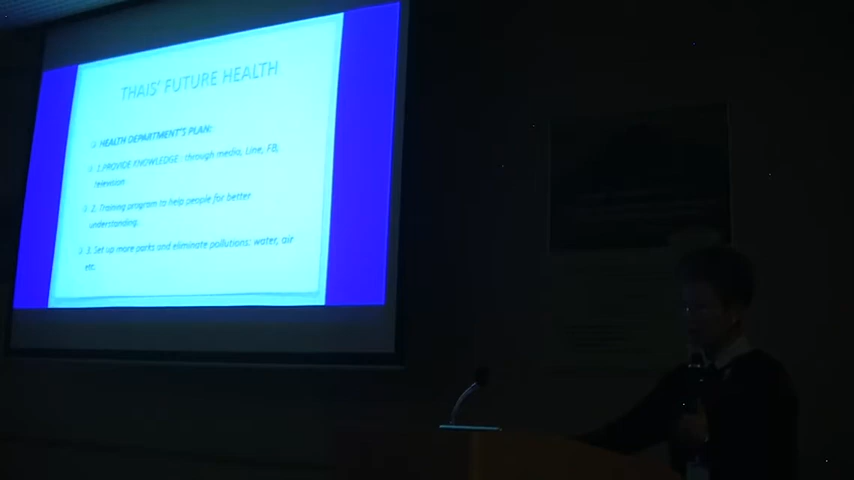 THAIS' FUTURE HEALTH
HEALTH DEPARTMENT'S PLAN:
1.PROVIDE KNOWLEDGE : through media, Line, FB,
television
2. Training program to help people for better
understanding.
3. Set up more parks and eliminate pollutions: water, air
etc.